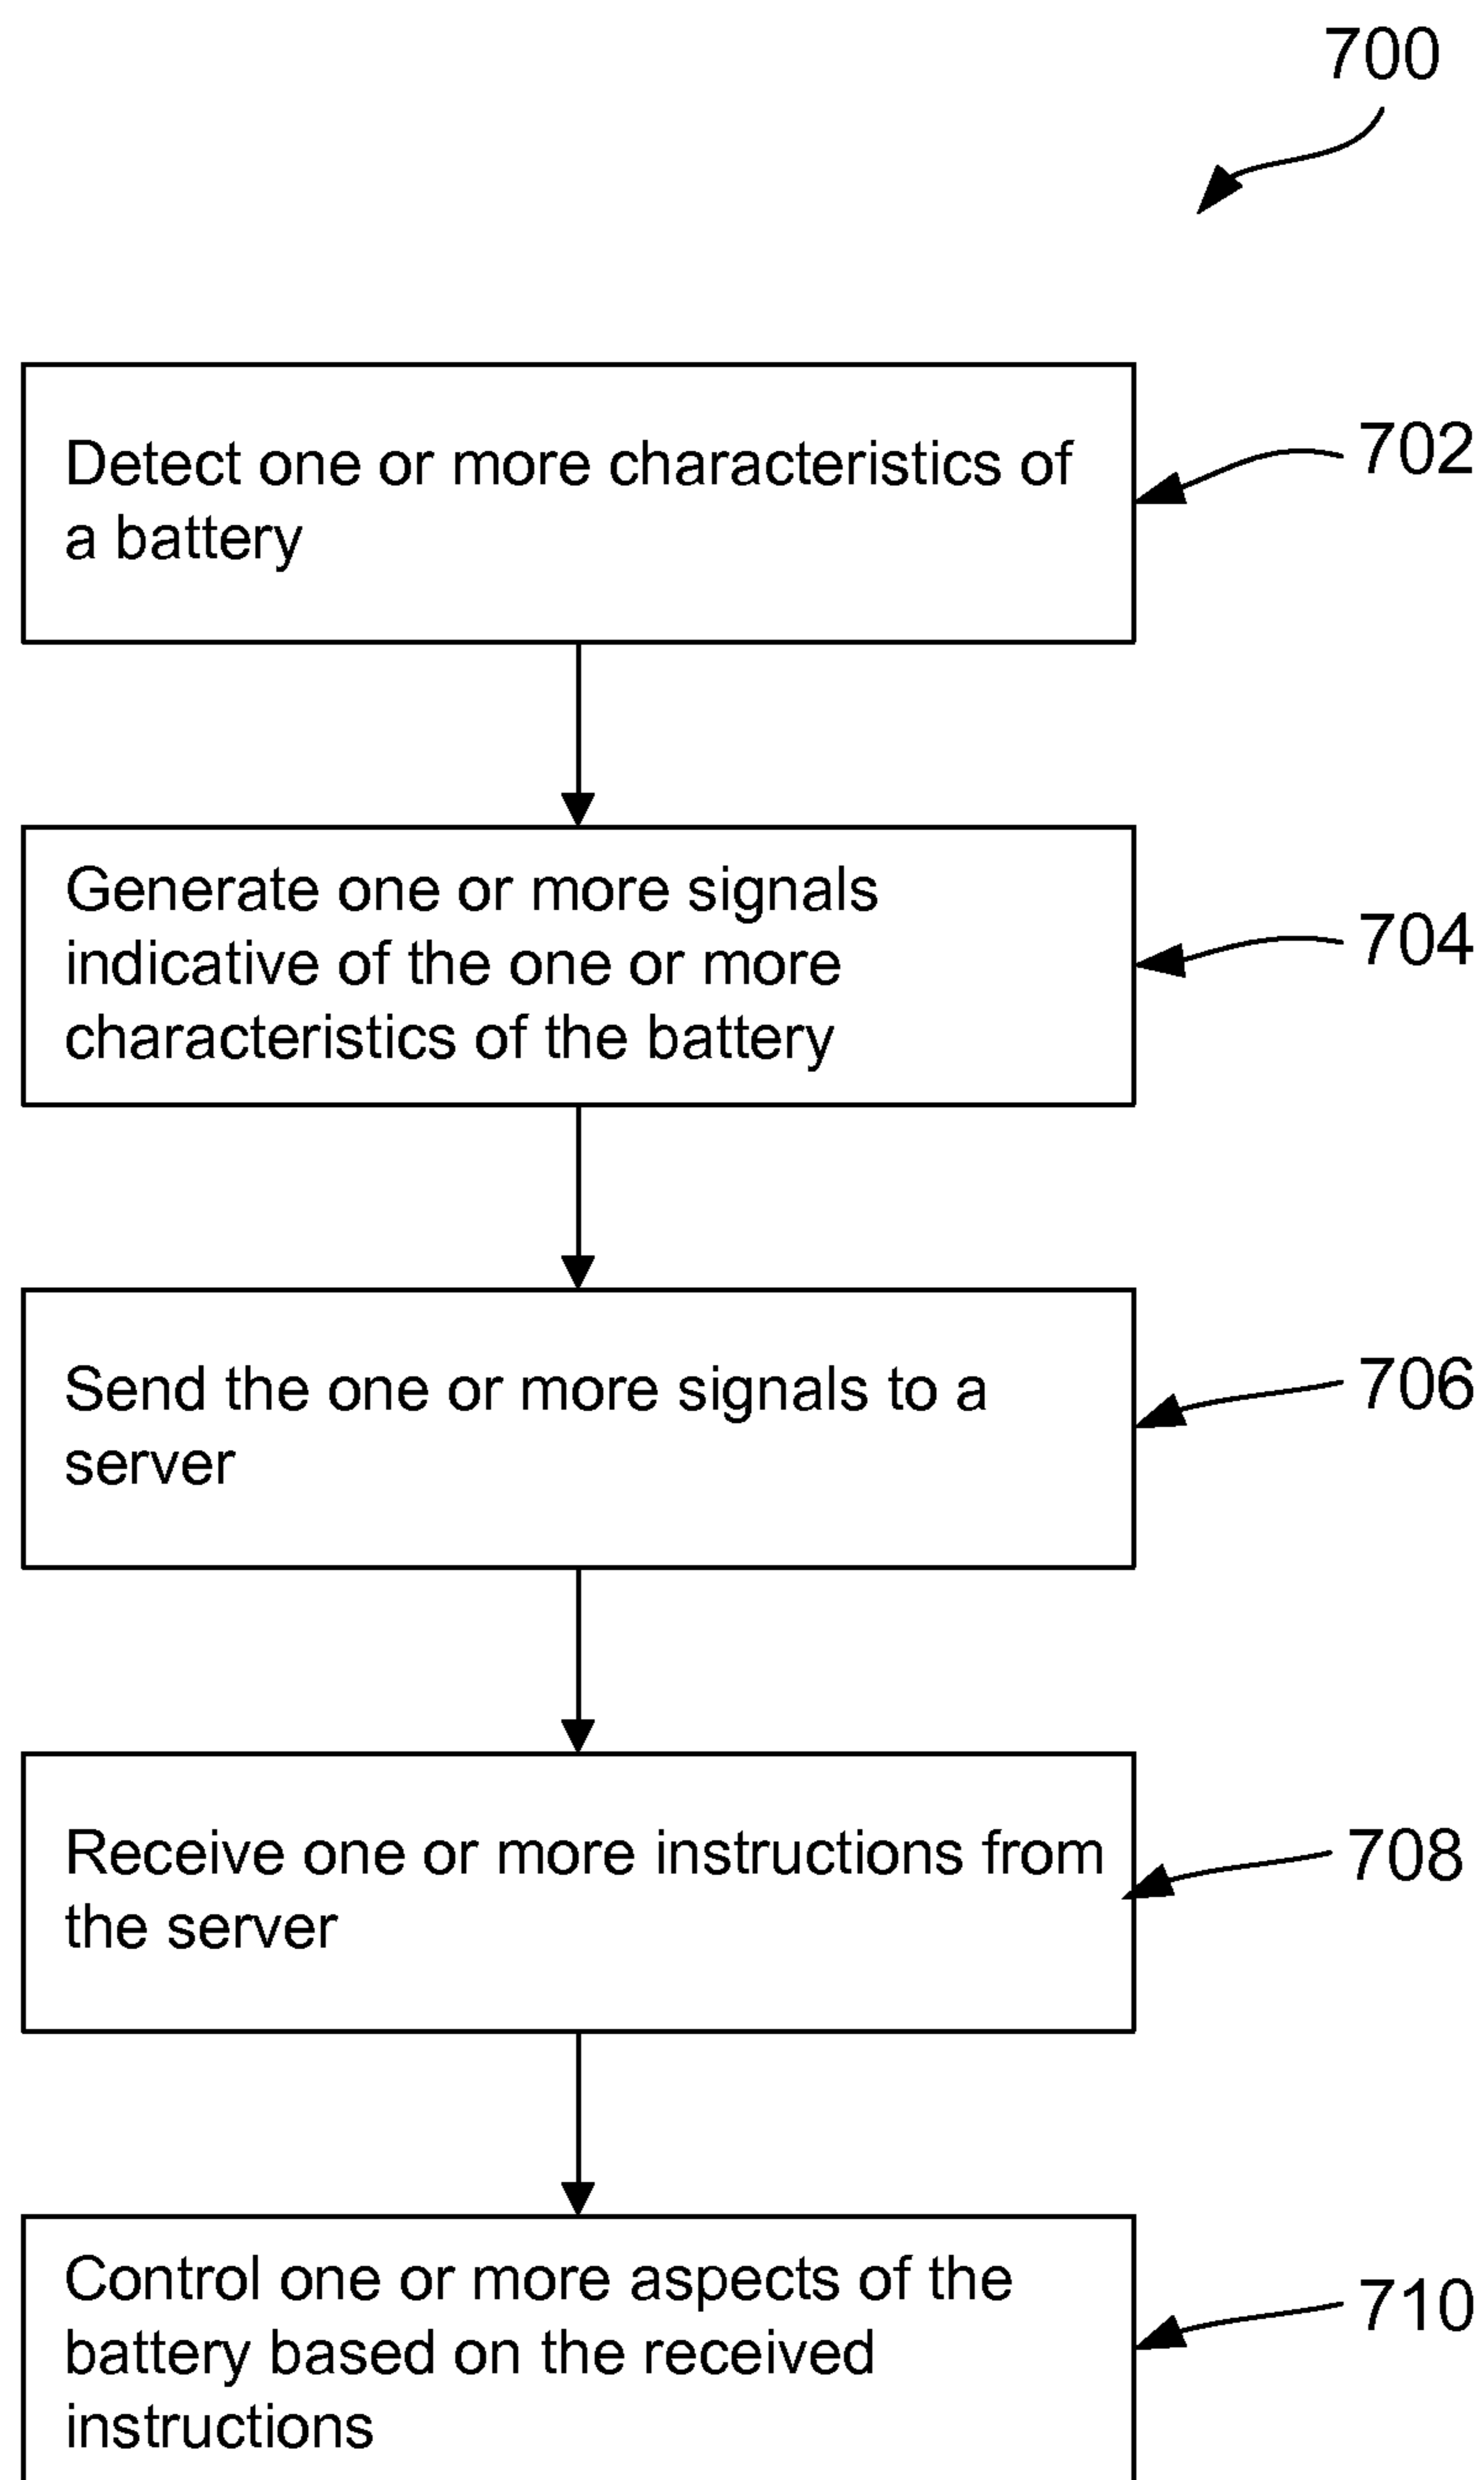 700
Detect one or more characteristics of
a battery
702
Generate one or more signals
indicative of the one or more
characteristics of the battery
704
Send the one or more signals to a
server
706
Receive one or more instructions from
the server
708
Control one or more aspects of the
battery based on the received
instructions
710